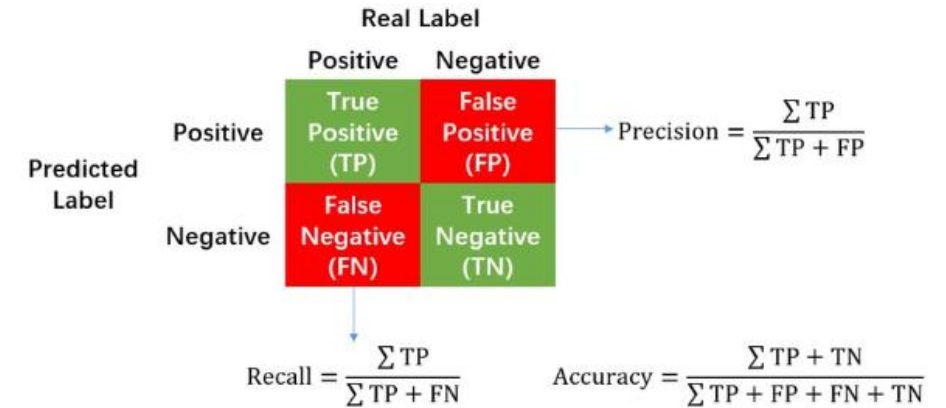 Real Label
Positive Negative
True Positive (TP)
False Positive (FP)
Positive
Precision = ∑ TP / ∑ TP + FP
Predicted Label
False Negative (FN)
True Negative (TN)
Negative
Recall = ∑ TP / ∑ TP + FN
Accuracy = ∑ TP + TN / ∑ TP + FP + FN + TN